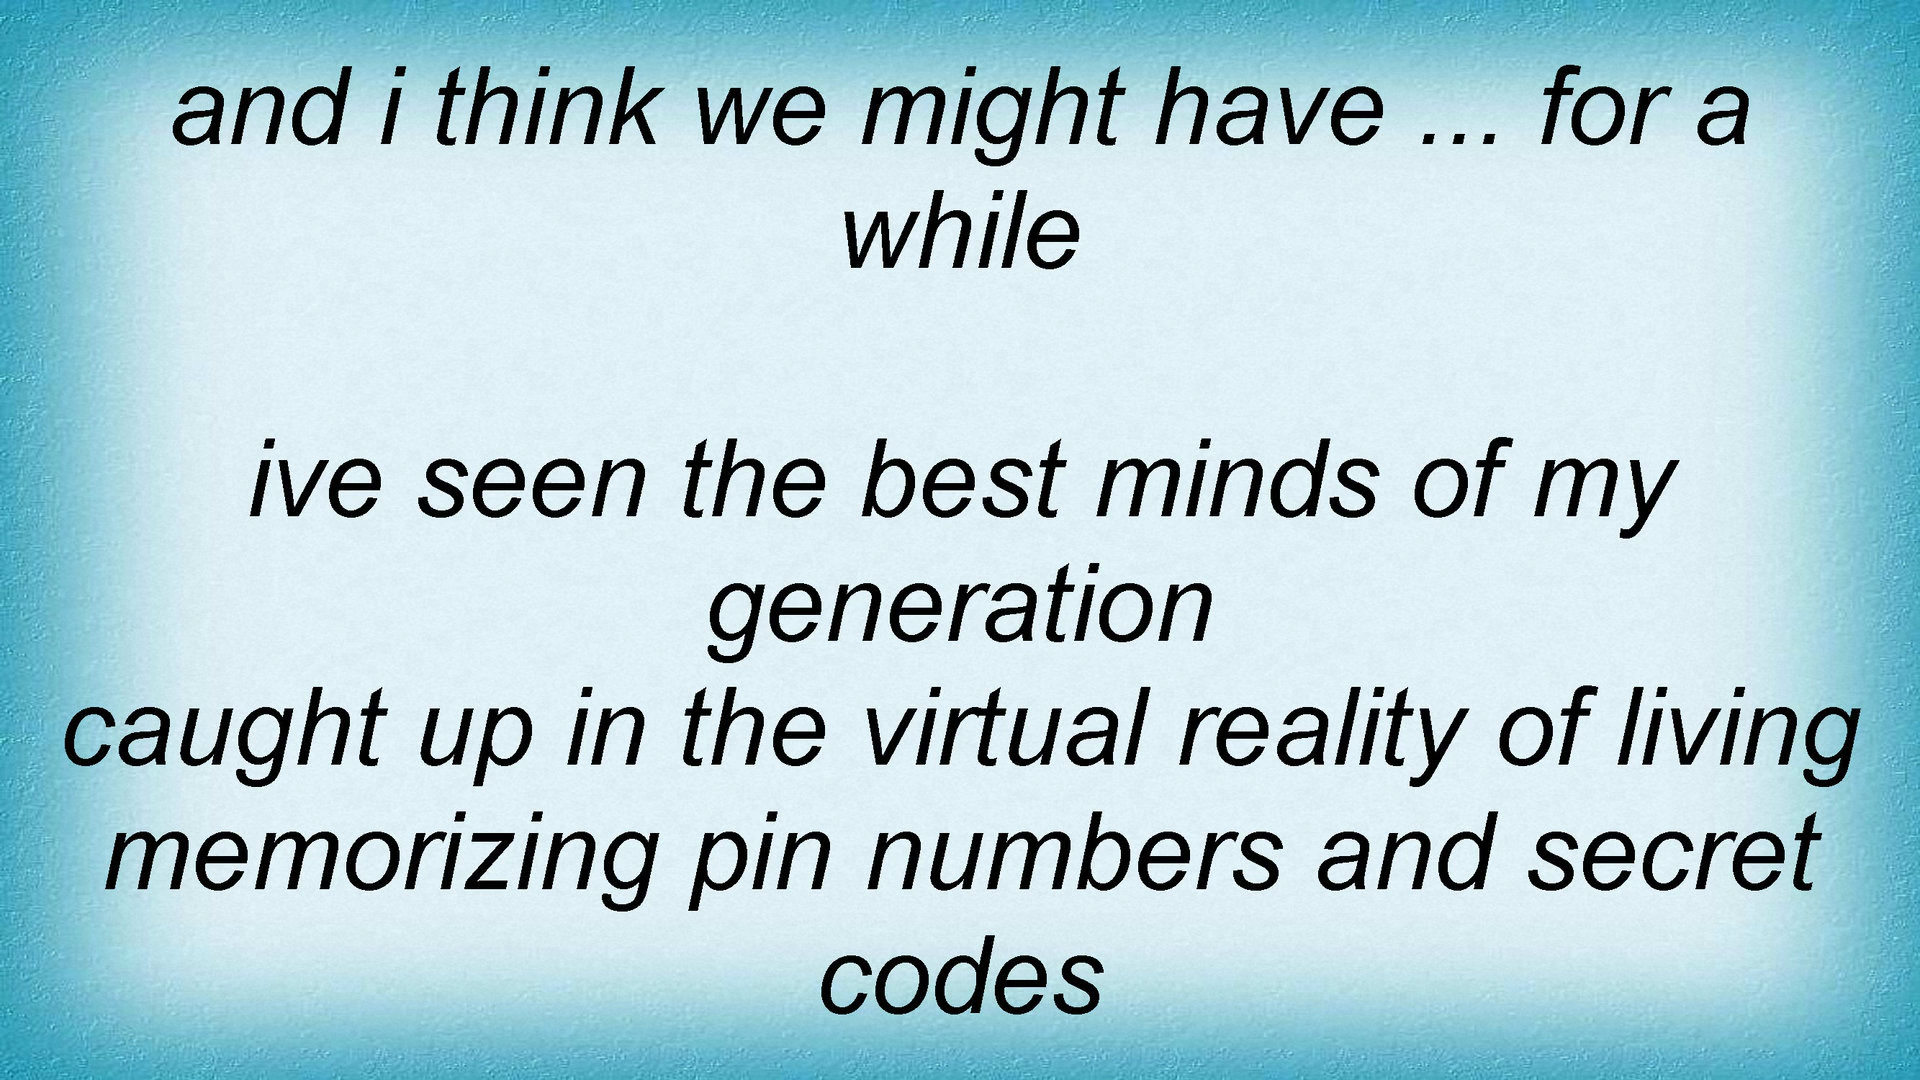 and i think we might have ... for a
while
ive seen the best minds of my
generation
caught up in the virtual reality of living
memorizing pin numbers and secret
codes